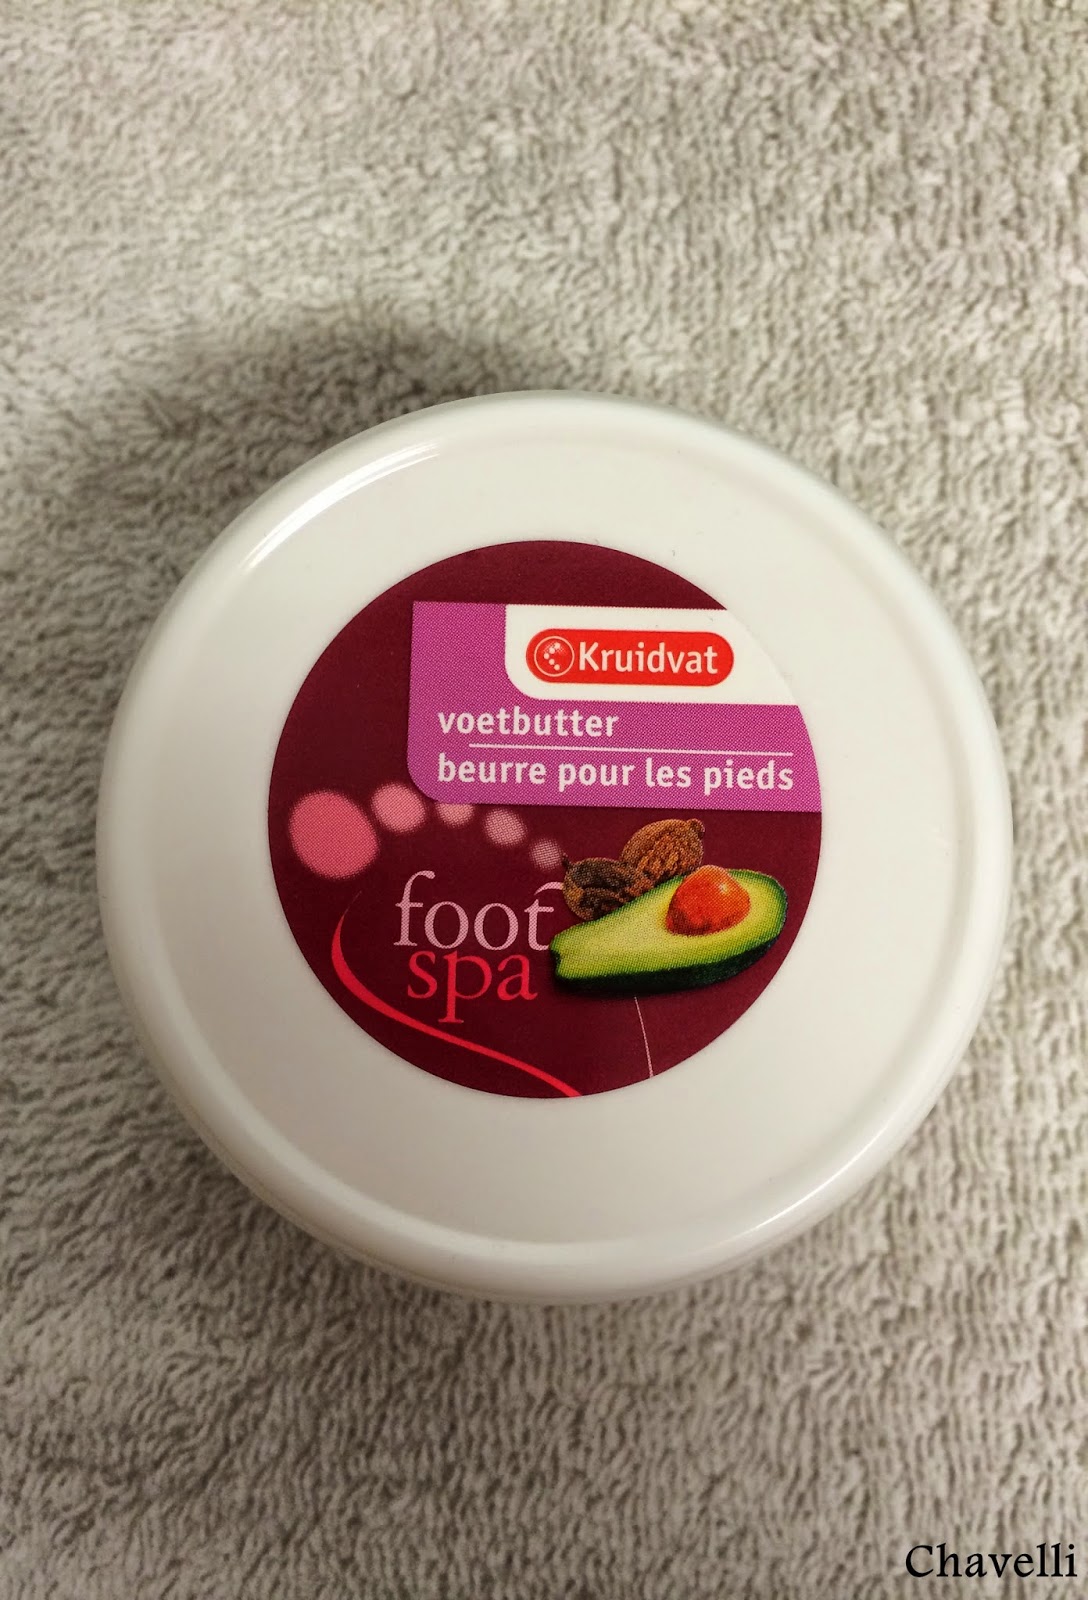 Kruidvat
voetbutter
beurre pour les pieds
foot
spa
Chavelli